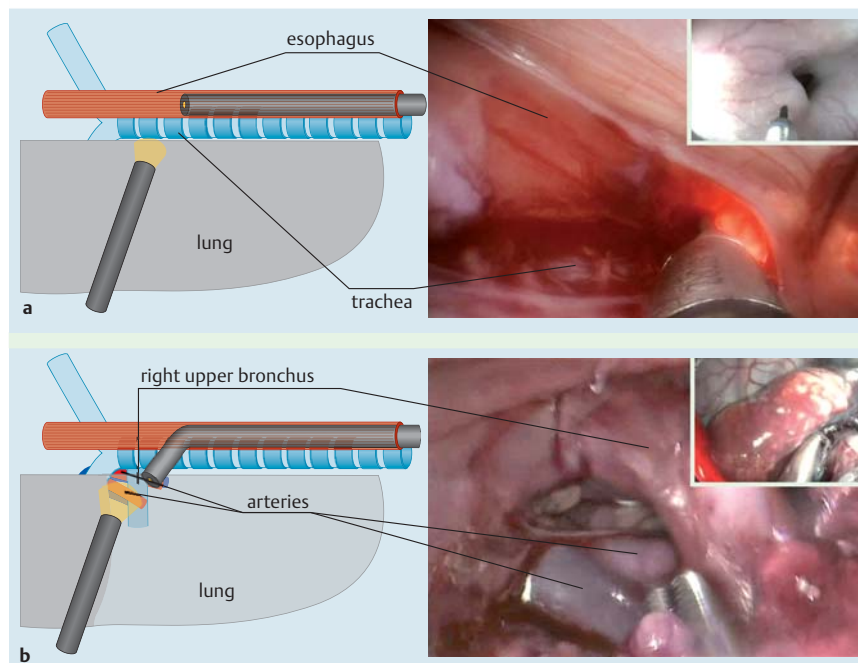 esophagus
lung
trachea
a
right upper bronchus
arteries
lung
b